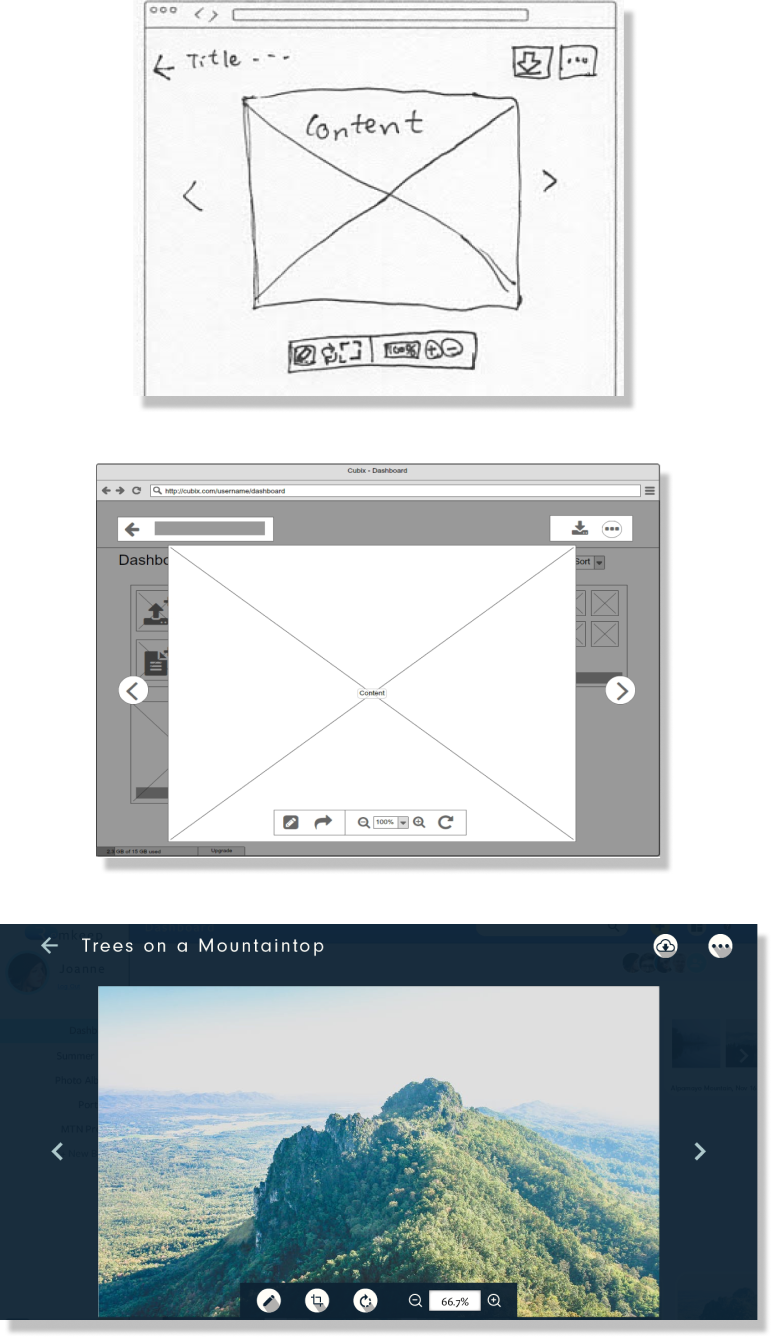 Title ---
Content
100%
Cubix - Dashboard
http://cubix.com/username/dashboard
Dashbo
Sort
Content
100%
GB of 15 GB used
Upgrade
Trees on a Mountaintop
Joanne
66.7%